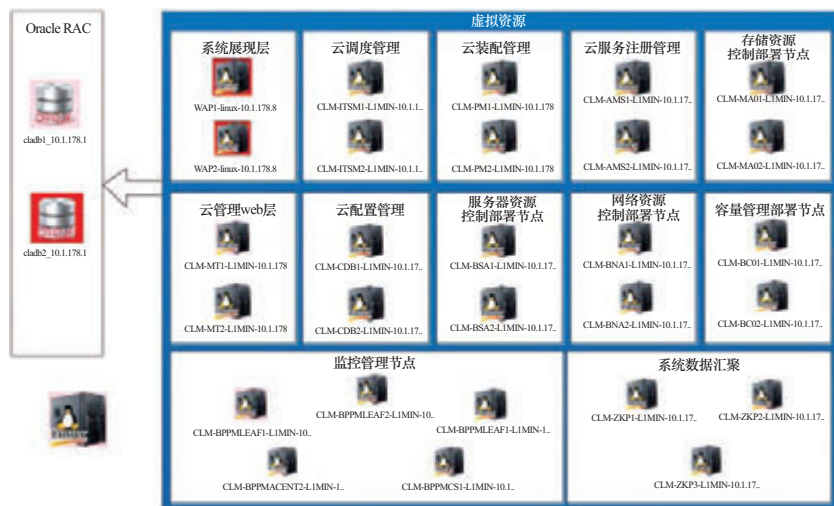 Oracle RAC
cladb1_10.1.178.1
cladb2_10.1.178.1
虚拟资源
系统展现层
WAP1-linux-10.1.178.8
WAP2-linux-10.1.178.8
云调度管理
CLM-ITSM1-L1MIN-10.1.1..
CLM-ITSM2-L1MIN-10.1.1..
云装配管理
CLM-PM1-L1MIN-10.1.178
CLM-PM2-L1MIN-10.1.178
云服务注册管理
CLM-AMS1-L1MIN-10.1.17..
CLM-AMS2-L1MIN-10.1.17..
存储资源
控制部署节点
CLM-MA01-L1MIN-10.1.17..
CLM-MA02-L1MIN-10.1.17..
云管理web层
CLM-MT1-L1MIN-10.1.178
CLM-MT2-L1MIN-10.1.178
云配置管理
CLM-CDB1-L1MIN-10.1.17..
CLM-CDB2-L1MIN-10.1.17..
服务器资源
控制部署节点
CLM-BSA1-L1MIN-10.1.17..
CLM-BSA2-L1MIN-10.1.17..
网络资源
控制部署节点
CLM-BNA1-L1MIN-10.1.17..
CLM-BNA2-L1MIN-10.1.17..
容量管理部署节点
CLM-BC01-L1MIN-10.1.17..
CLM-BC02-L1MIN-10.1.17..
监控管理节点
CLM-BPPMLEAF1-L1MIN-10..
CLM-BPPMLEAF2-L1MIN-10..
CLM-BPPMLEAF1-L1MIN-1..
CLM-BPPMACENT2-L1MIN-1..
CLM-BPPMCS1-L1MIN-10.1..
系统数据汇聚
CLM-ZKP1-L1MIN-10.1.17..
CLM-ZKP2-L1MIN-10.1.17..
CLM-ZKP3-L1MIN-10.1.17..